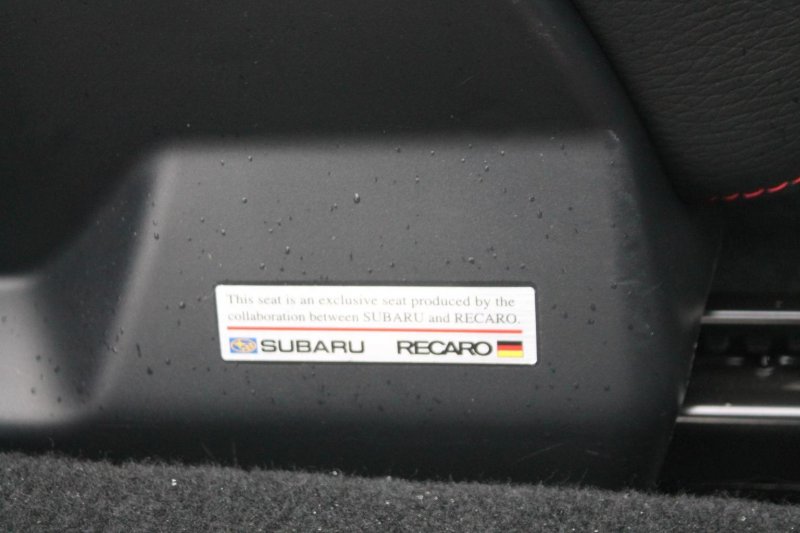 This seat is an exclusive seat produced by the
collaboration between SUBARU and RECARO.
SUBARU RECARO